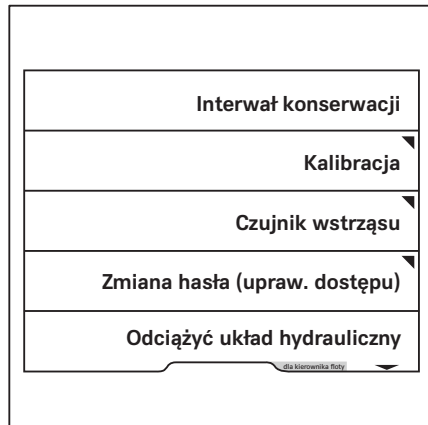 Interwał konserwacji
Kalibracja
Czujnik wstrząsu
Zmiana hasła (upraw. dostępu)
Odciążyć układ hydrauliczny
dla kierownika floty